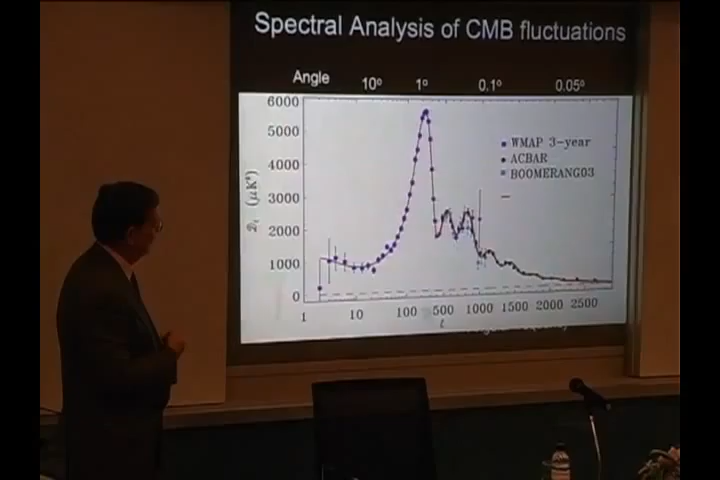 Spectral Analysis of CMB fluctuations
Angle 10° 1° 0.1° 0.05°
6000
5000
4000
3000
2000
1000
0
(μK²)
WMAP 3-year
ACBAR
BOOMERANG03
1 10 100 500 1000 1500 2000 2500
ℓ